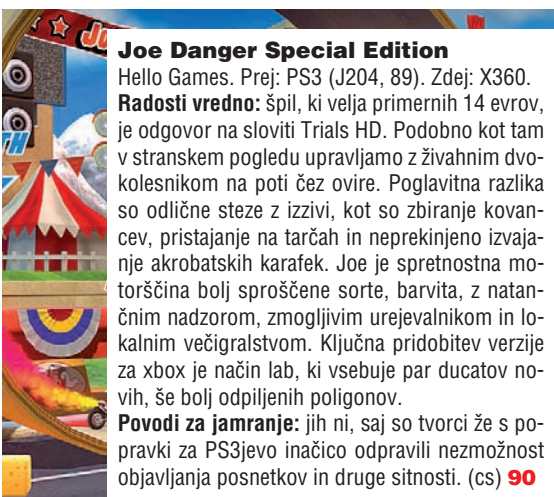 Joe Danger Special Edition
Hello Games. Prej: PS3 (J204, 89). Zdej: X360.
Radosti vredno: špil, ki velja primernih 14 evrov,
je odgovor na sloviti Trials HD. Podobno kot tam
v stranskem pogledu upravljamo z živahnim dvo-
kolesnikom na poti čez ovire. Poglavitna razlika
so odlične steze z izzivi, kot so zbiranje kovan-
cev, pristajanje na tarčah in neprekinjeno izvaja-
nje akrobatskih karafek. Joe je spretnostna mo-
torščina bolj sproščene sorte, barvita, z natan-
čnim nadzorom, zmogljivim urejevalnikom in lo-
kalnim večigralstvom. Ključna pridobitev verzije
za xbox je način lab, ki vsebuje par ducatov no-
vih, še bolj odpiljenih poligonov.
Povodi za jamranje: jih ni, saj so tvorci že s po-
pravki za PS3jevo inačico odpravili nezmožnost
objavljanja posnetkov in druge sitnosti. (cs) 90